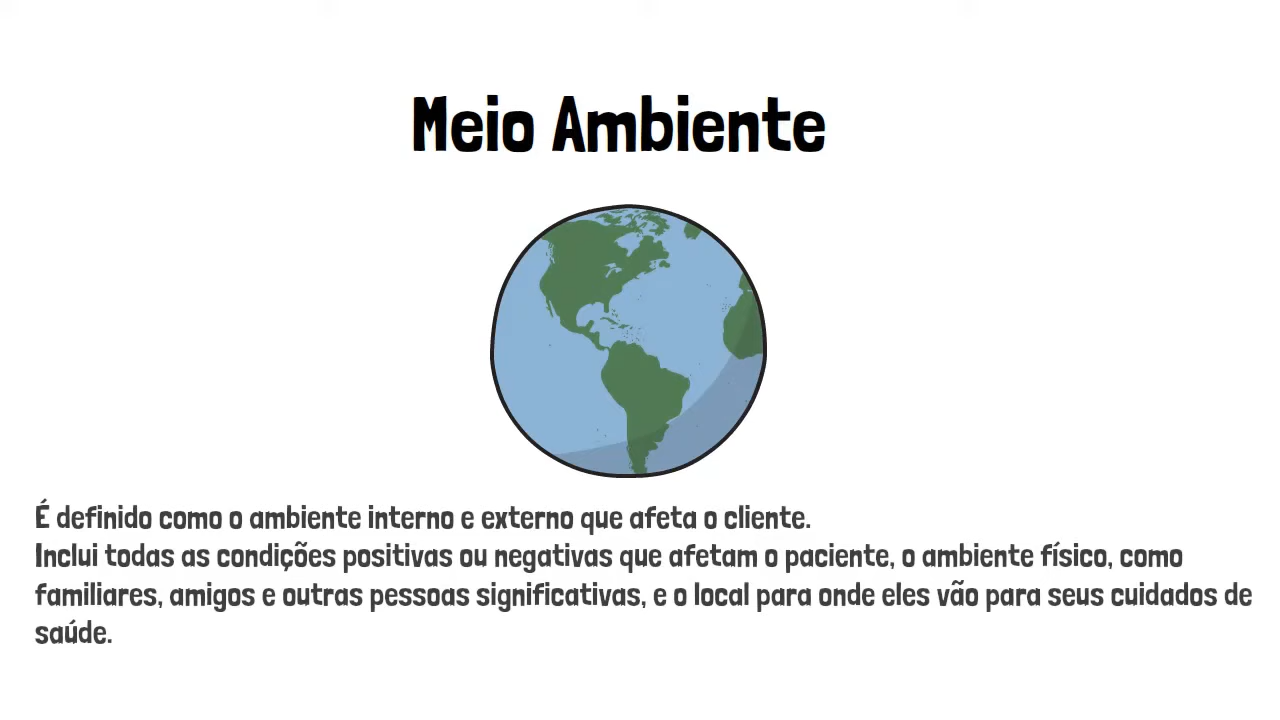 Meio Ambiente
É definido como o ambiente interno e externo que afeta o cliente.
Inclui todas as condições positivas ou negativas que afetam o paciente, o ambiente físico, como
familiares, amigos e outras pessoas significativas, e o local para onde eles vão para seus cuidados de
saúde.